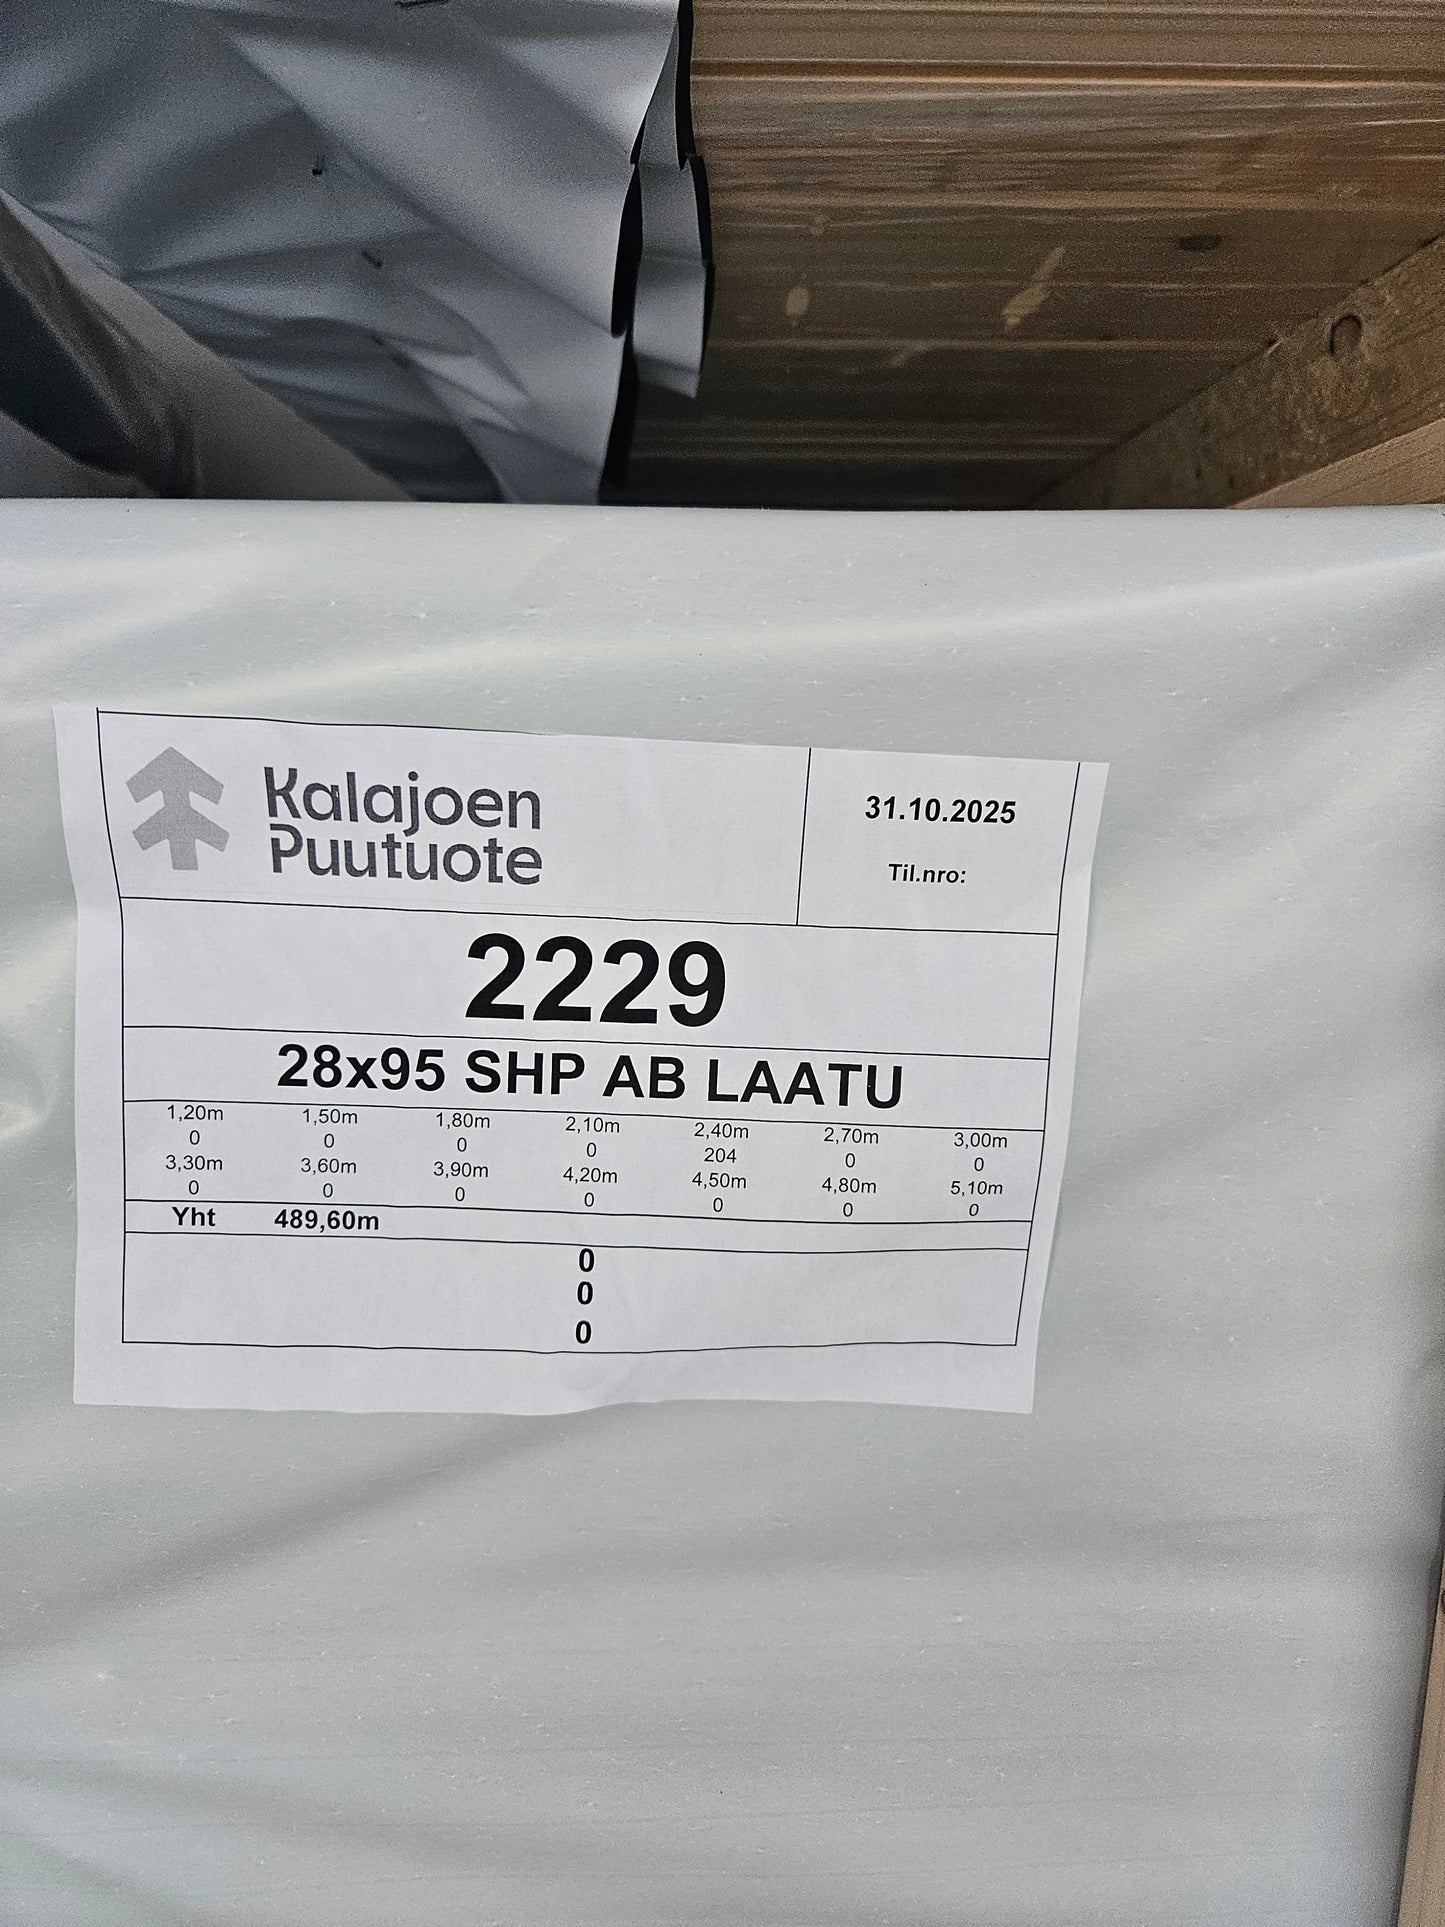 Kalajoen
Puutuote
31.10.2025
Til.nro:
2229
28x95 SHP AB LAATU
1,20m 1,50m 1,80m 2,10m 2,40m 2,70m 3,00m
0 0 0 0 204 0 0
3,30m 3,60m 3,90m 4,20m 4,50m 4,80m 5,10m
0 0 0 0 0 0 0
Yht 489,60m
0
0
0